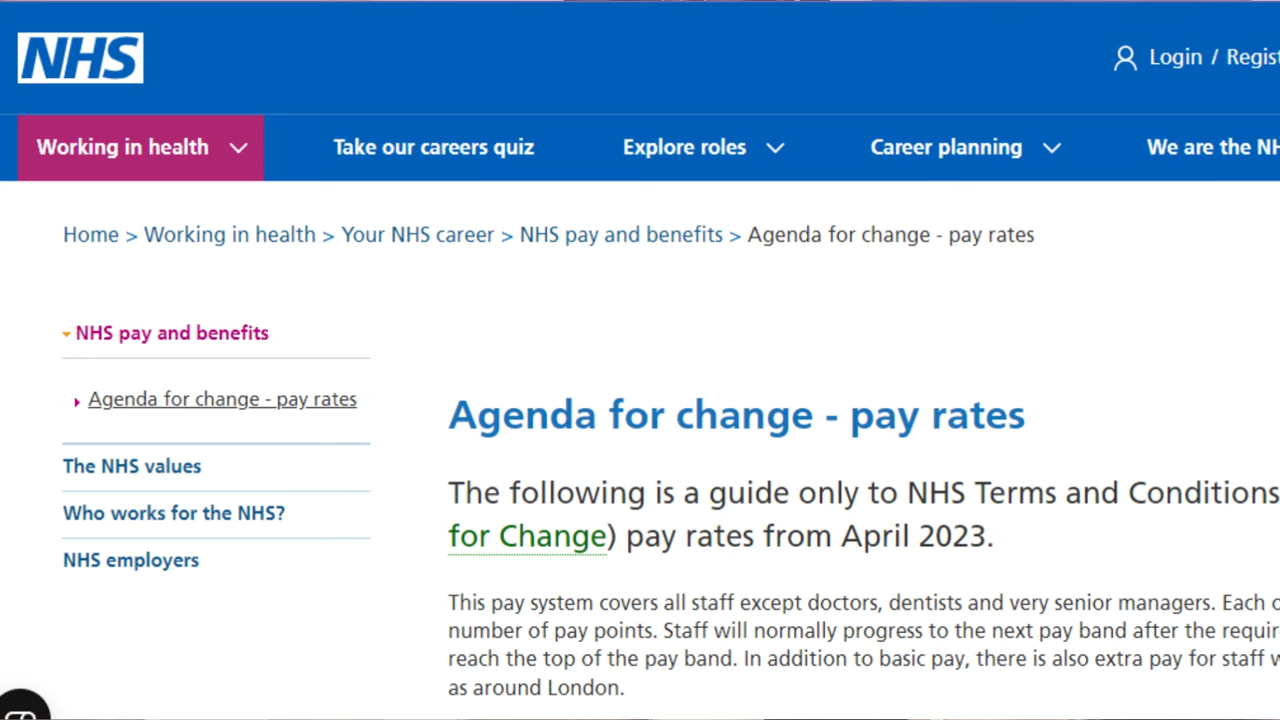 NHS
Login / Regist
Working in health
Take our careers quiz
Explore roles
Career planning
We are the NH
Home > Working in health > Your NHS career > NHS pay and benefits > Agenda for change - pay rates
NHS pay and benefits
Agenda for change - pay rates
The NHS values
Who works for the NHS?
NHS employers
Agenda for change - pay rates
The following is a guide only to NHS Terms and Conditions
for Change) pay rates from April 2023.
This pay system covers all staff except doctors, dentists and very senior managers. Each o
number of pay points. Staff will normally progress to the next pay band after the requir
reach the top of the pay band. In addition to basic pay, there is also extra pay for staff w
as around London.